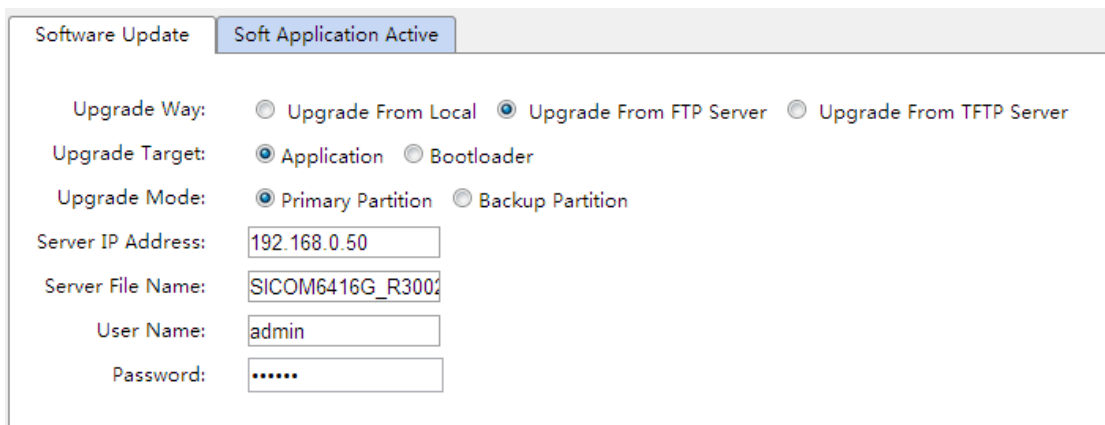 Software Update Soft Application Active
Upgrade Way: Upgrade From Local Upgrade From FTP Server Upgrade From TFTP Server
Upgrade Target: Application Bootloader
Upgrade Mode: Primary Partition Backup Partition
Server IP Address: 192.168.0.50
Server File Name: SICOM6416G_R3002
User Name: admin
Password: ••••••